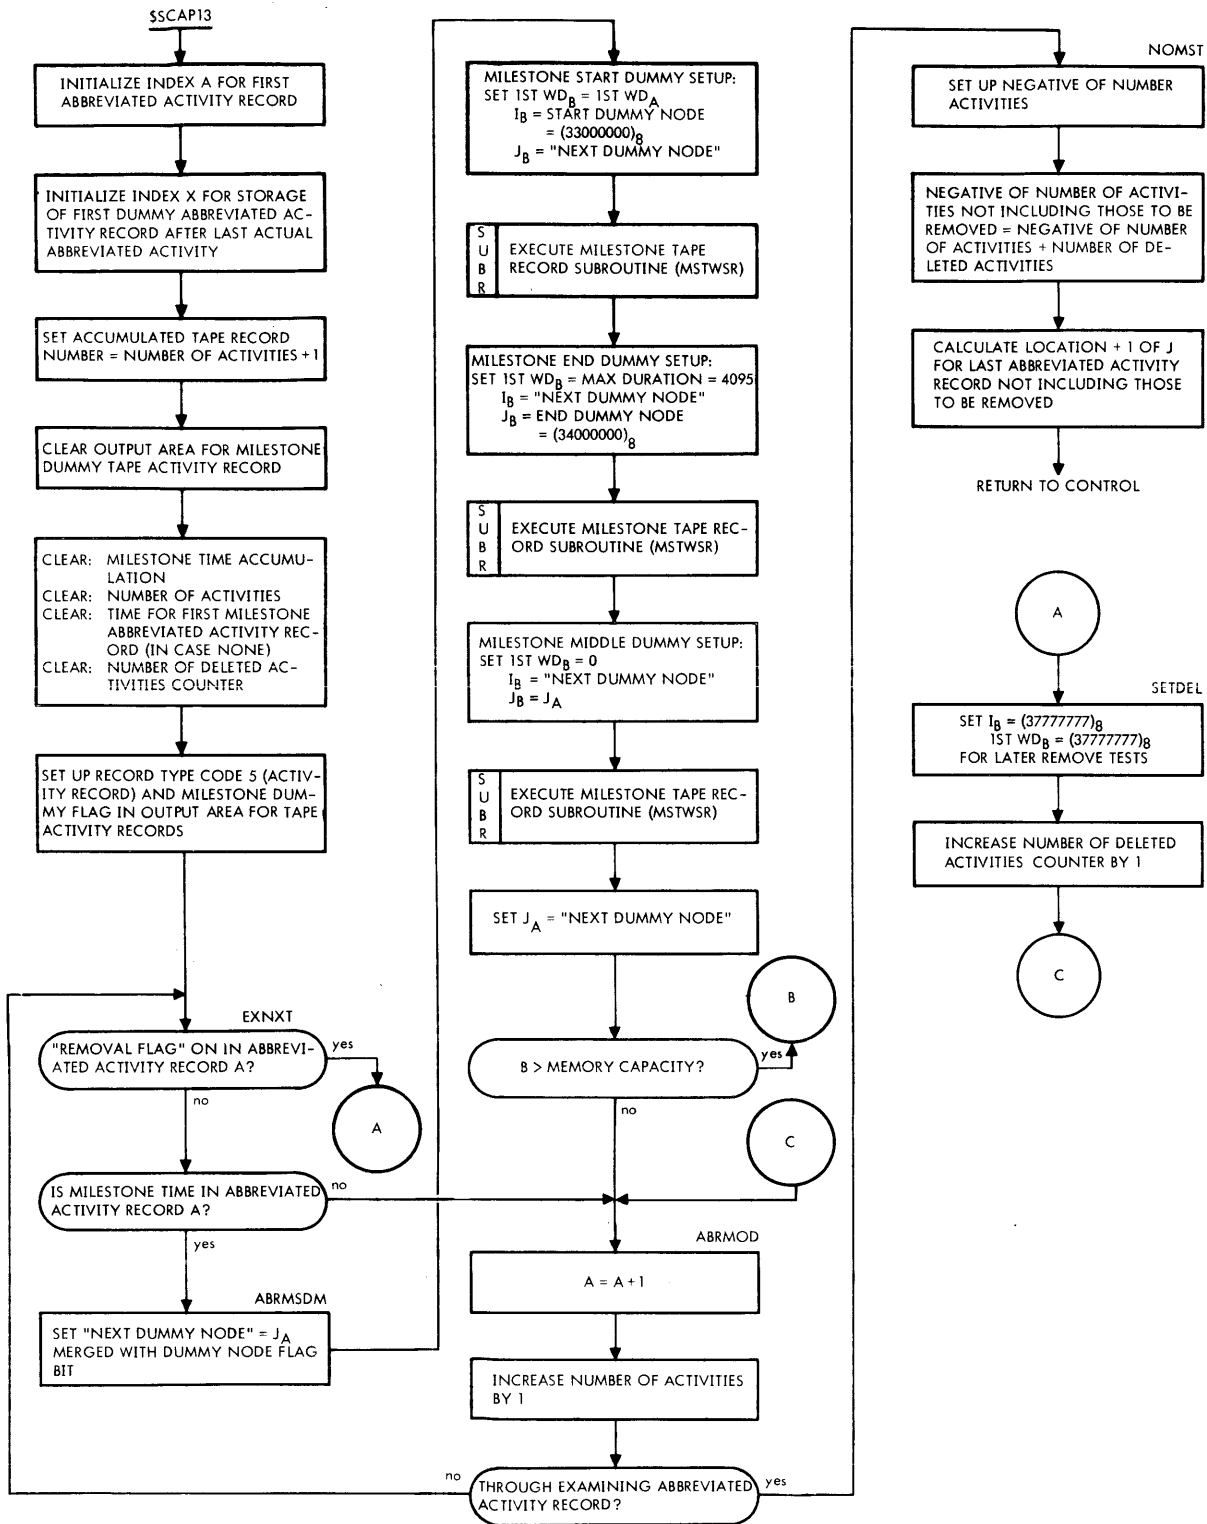 $SCAP13
INITIALIZE INDEX A FOR FIRST
ABBREVIATED ACTIVITY RECORD
INITIALIZE INDEX X FOR STORAGE
OF FIRST DUMMY ABBREVIATED AC-
TIVITY RECORD AFTER LAST ACTUAL
ABBREVIATED ACTIVITY
SET ACCUMULATED TAPE RECORD
NUMBER = NUMBER OF ACTIVITIES +1
CLEAR OUTPUT AREA FOR MILESTONE
DUMMY TAPE ACTIVITY RECORD
CLEAR: MILESTONE TIME ACCUMU-
LATION
CLEAR: NUMBER OF ACTIVITIES
CLEAR: TIME FOR FIRST MILESTONE
ABBREVIATED ACTIVITY REC-
ORD (IN CASE NONE)
CLEAR: NUMBER OF DELETED AC-
TIVITIES COUNTER
SET UP RECORD TYPE CODE 5 (ACTIV-
ITY RECORD) AND MILESTONE DUM-
MY FLAG IN OUTPUT AREA FOR TAPE
ACTIVITY RECORDS
EXNXT
"REMOVAL FLAG" ON IN ABBREVI-
ATED ACTIVITY RECORD A?
yes
no
A
IS MILESTONE TIME IN ABBREVIATED
ACTIVITY RECORD A?
no
yes
ABRMSDM
SET "NEXT DUMMY NODE" = JA
MERGED WITH DUMMY NODE FLAG
BIT
MILESTONE START DUMMY SETUP:
SET 1ST WDB = 1ST WDA
IB = START DUMMY NODE
= (33000000)8
JB = "NEXT DUMMY NODE"
SUBR
EXECUTE MILESTONE TAPE
RECORD SUBROUTINE (MSTWSR)
MILESTONE END DUMMY SETUP:
SET 1ST WDB = MAX DURATION = 4095
IB = "NEXT DUMMY NODE"
JB = END DUMMY NODE
= (34000000)8
SUBR
EXECUTE MILESTONE TAPE REC-
ORD SUBROUTINE (MSTWSR)
MILESTONE MIDDLE DUMMY SETUP:
SET 1ST WDB = 0
IB = "NEXT DUMMY NODE"
JB = JA
SUBR
EXECUTE MILESTONE TAPE REC-
ORD SUBROUTINE (MSTWSR)
SET JA = "NEXT DUMMY NODE"
B
B > MEMORY CAPACITY?
yes
no
C
ABRMOD
A = A + 1
INCREASE NUMBER OF ACTIVITIES
BY 1
no
THROUGH EXAMINING ABBREVIATED
ACTIVITY RECORD?
yes
NOMST
SET UP NEGATIVE OF NUMBER
ACTIVITIES
NEGATIVE OF NUMBER OF ACTIVI-
TIES NOT INCLUDING THOSE TO BE
REMOVED = NEGATIVE OF NUMBER
OF ACTIVITIES + NUMBER OF DE-
LETED ACTIVITIES
CALCULATE LOCATION + 1 OF J
FOR LAST ABBREVIATED ACTIVITY
RECORD NOT INCLUDING THOSE
TO BE REMOVED
RETURN TO CONTROL
A
SETDEL
SET IB = (37777777)8
1ST WDB = (37777777)8
FOR LATER REMOVE TESTS
INCREASE NUMBER OF DELETED
ACTIVITIES COUNTER BY 1
C